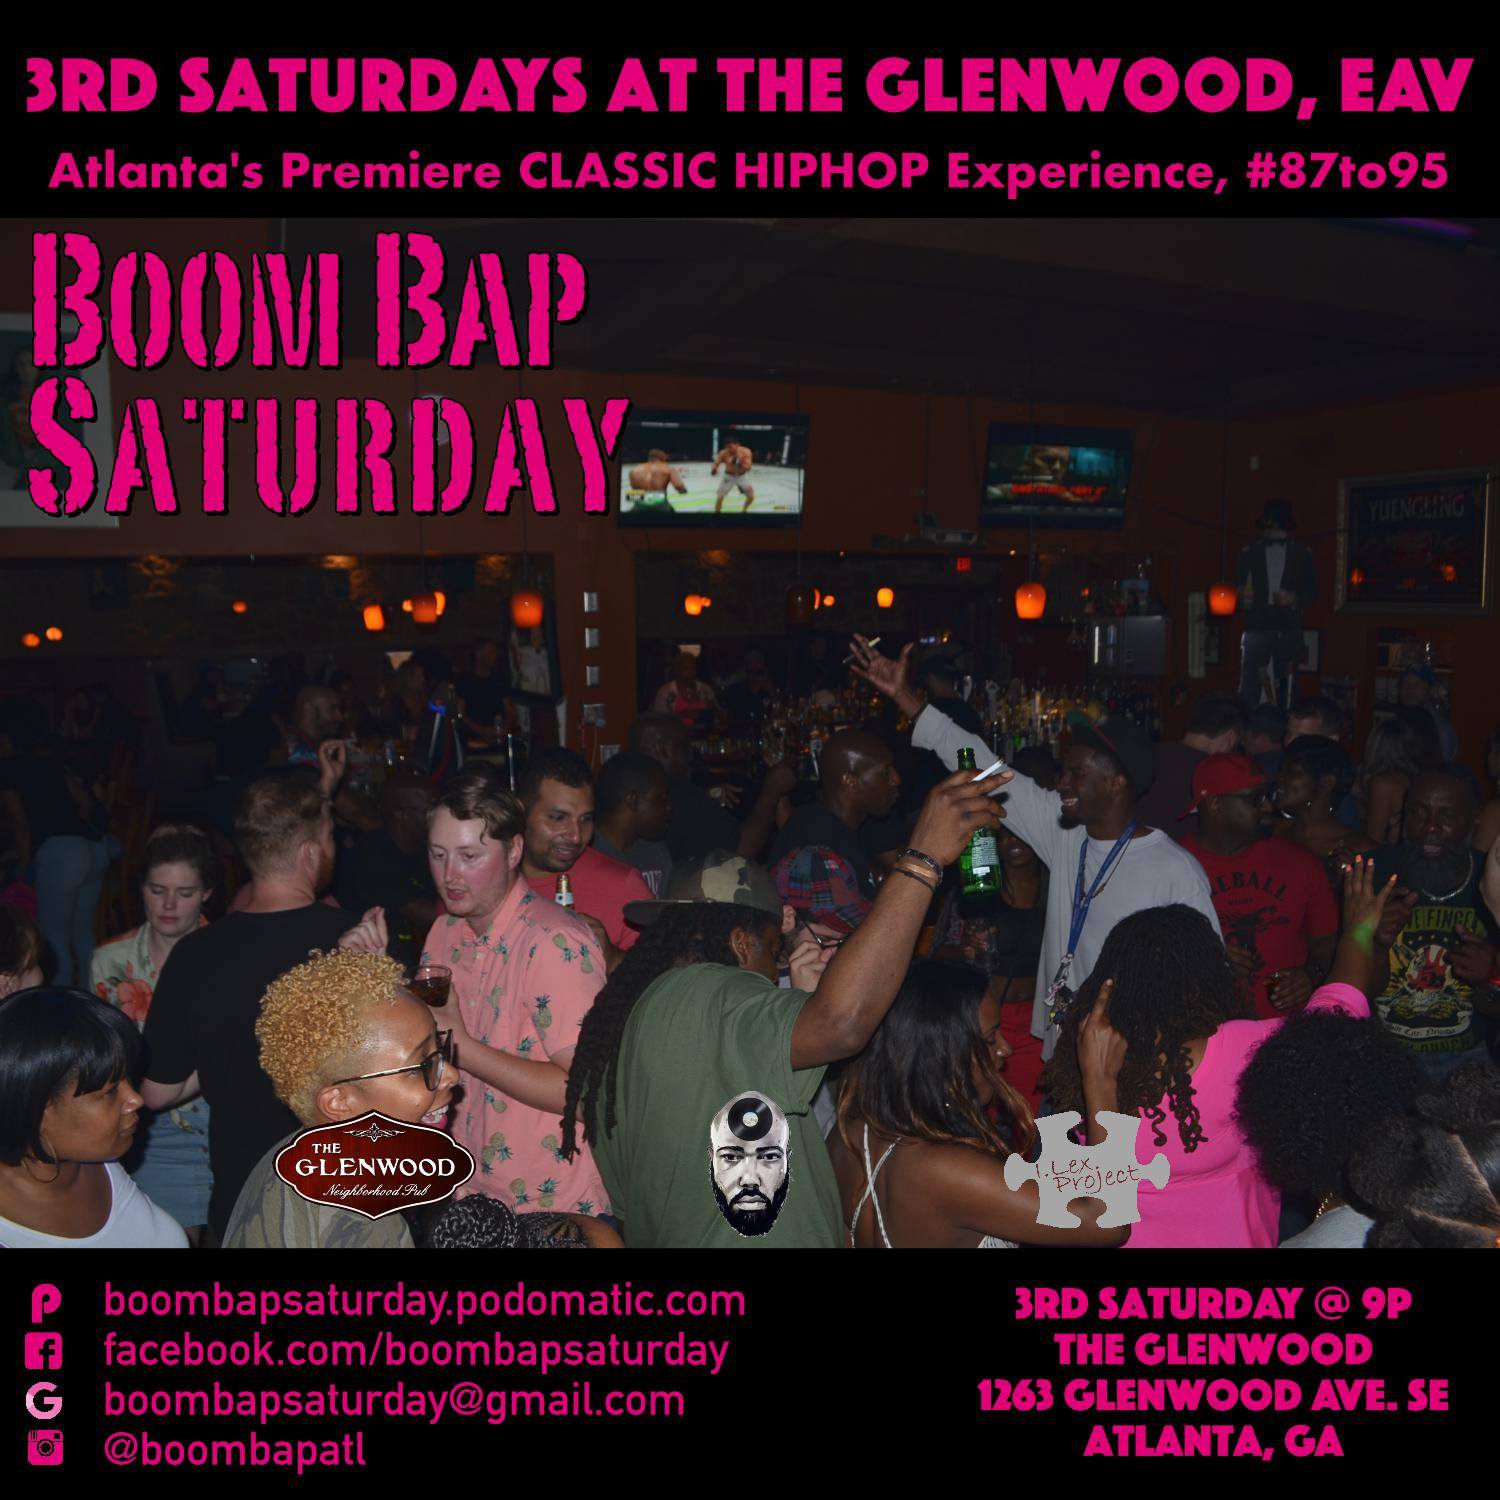 3RD SATURDAYS AT THE GLENWOOD, EAV
Atlanta's Premiere CLASSIC HIPHOP Experience, #87to95
BOOM BAP
SATURDAY
YUENGLING
EXIT
EBALL
THE
GLENWOOD
Neighborhood Pub
I.Lex
Project
boombapsaturday.podomatic.com
facebook.com/boombapsaturday
boombapsaturday@gmail.com
@boombapatl
3RD SATURDAY @ 9P
THE GLENWOOD
1263 GLENWOOD AVE. SE
ATLANTA, GA